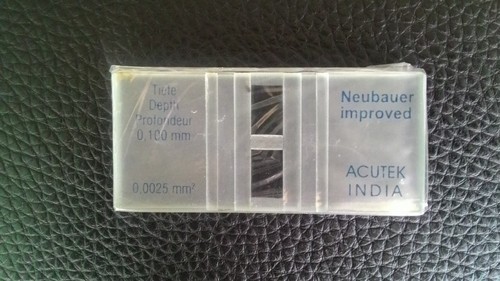 Tiefe
Depth
Profondeur
0,100 mm
0.0025 mm²
Neubauer
improved
ACUTEK
INDIA